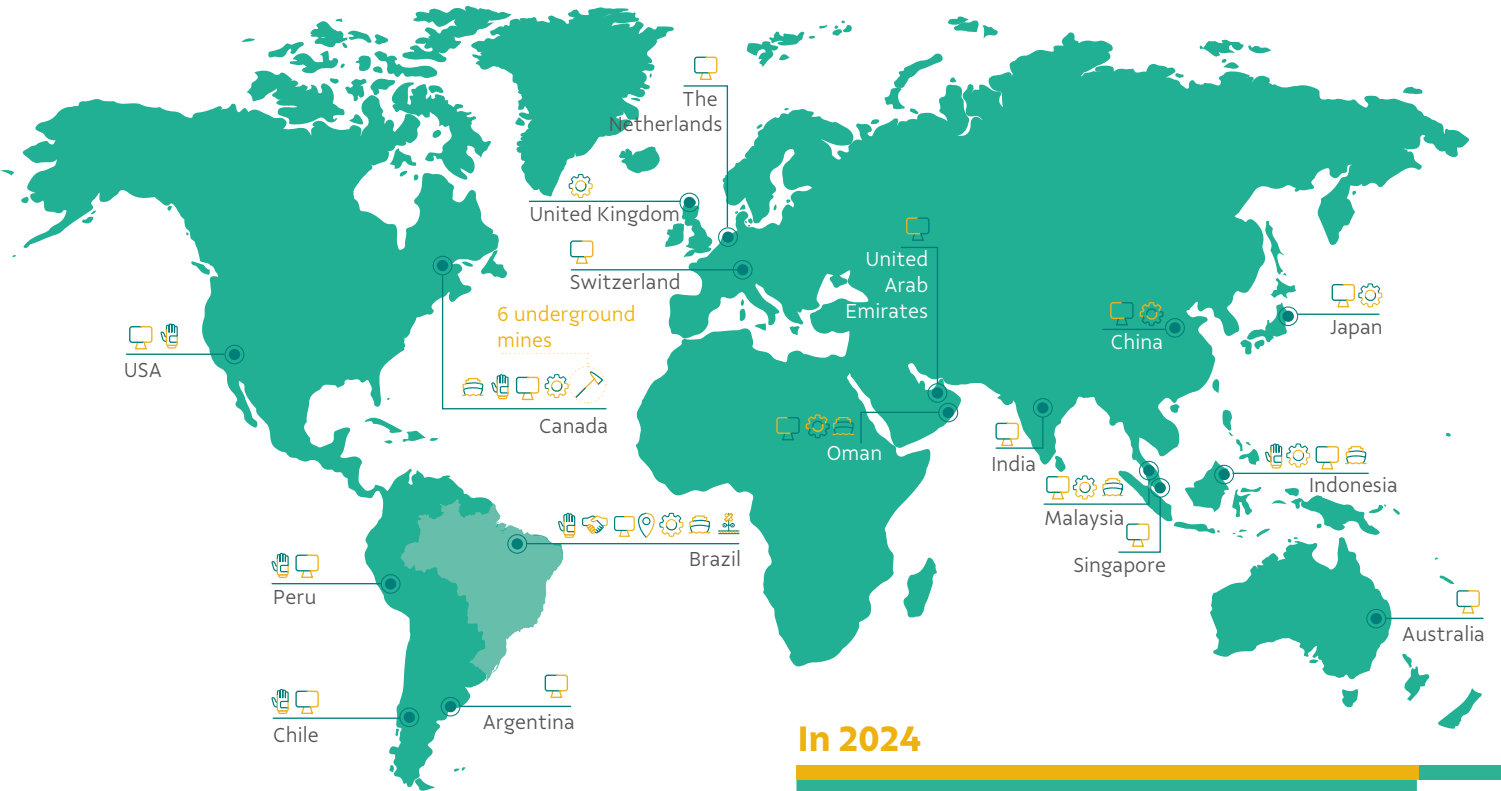 The
Netherlands
United Kingdom
Switzerland
United
Arab
Emirates
6 underground
mines
USA
Canada
China
Japan
Oman
India
Indonesia
Malaysia
Singapore
Brazil
Peru
Australia
Chile
Argentina
In 2024